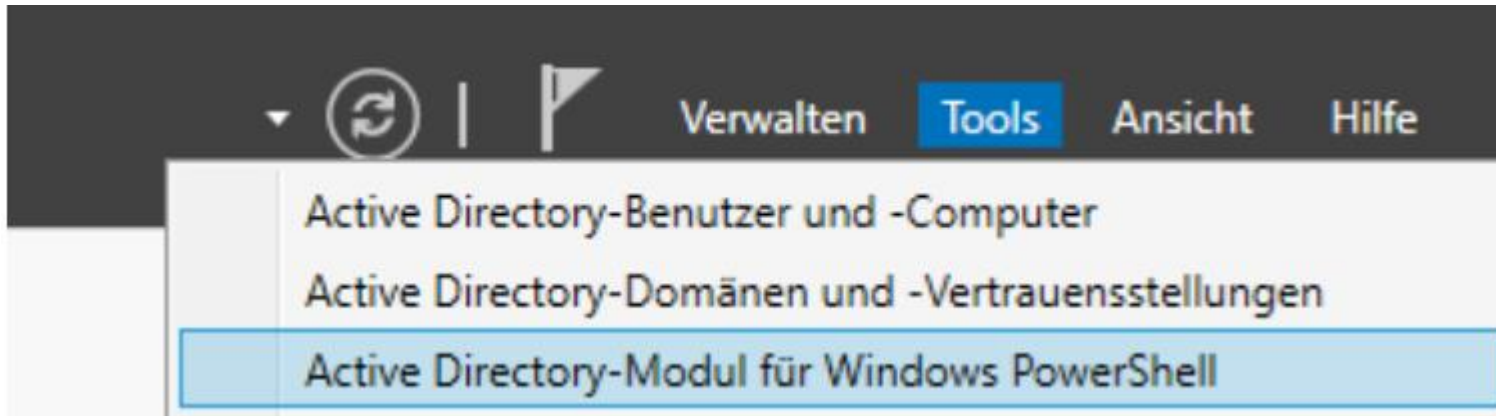 Verwalten Tools Ansicht Hilfe
Active Directory-Benutzer und -Computer
Active Directory-Domänen und -Vertrauensstellungen
Active Directory-Modul für Windows PowerShell